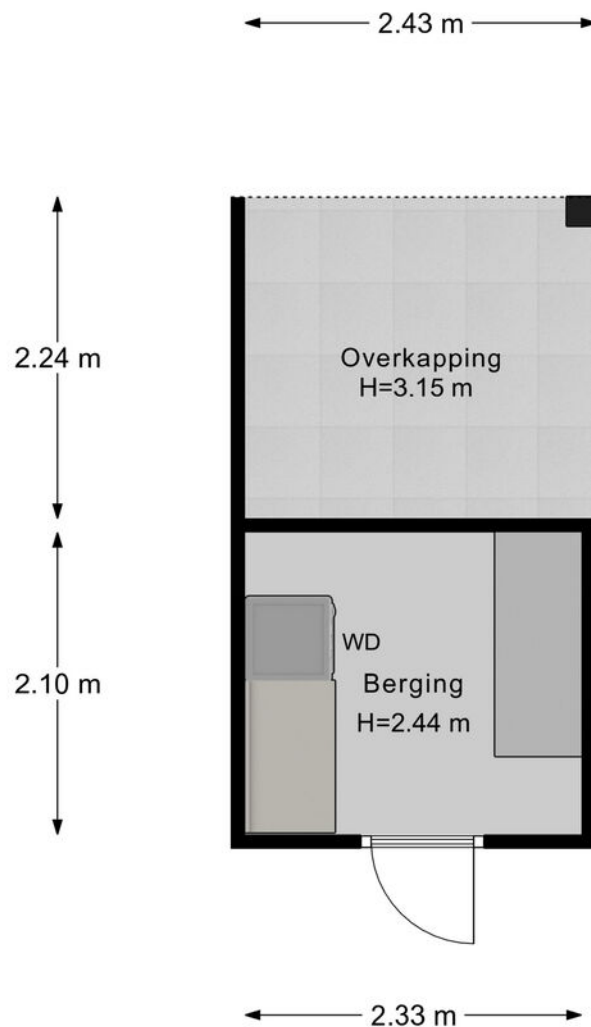 2.43 m
2.24 m
Overkapping
H=3.15 m
WD
2.10 m
Berging
H=2.44 m
2.33 m